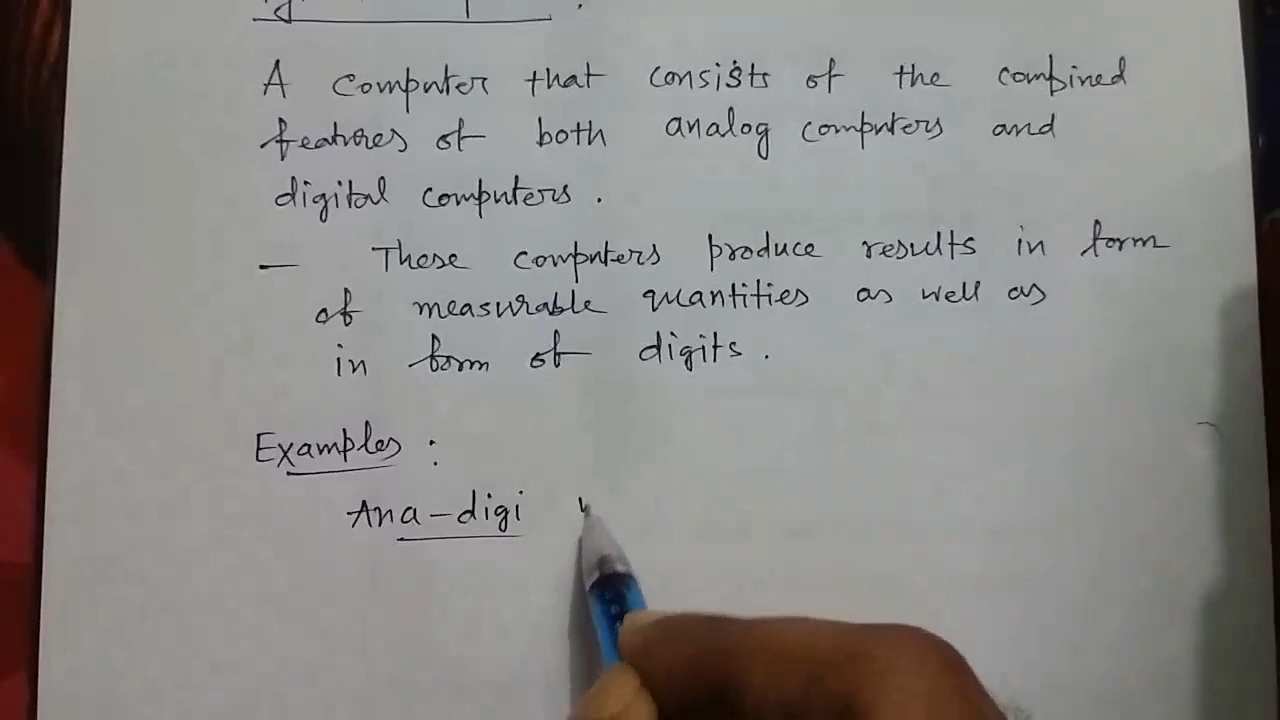 A computer that consists of the combined
features of both analog computers and
digital computers.
— These computers produce results in form
of measurable quantities as well as
in form of digits.
Examples :
Ana-digi